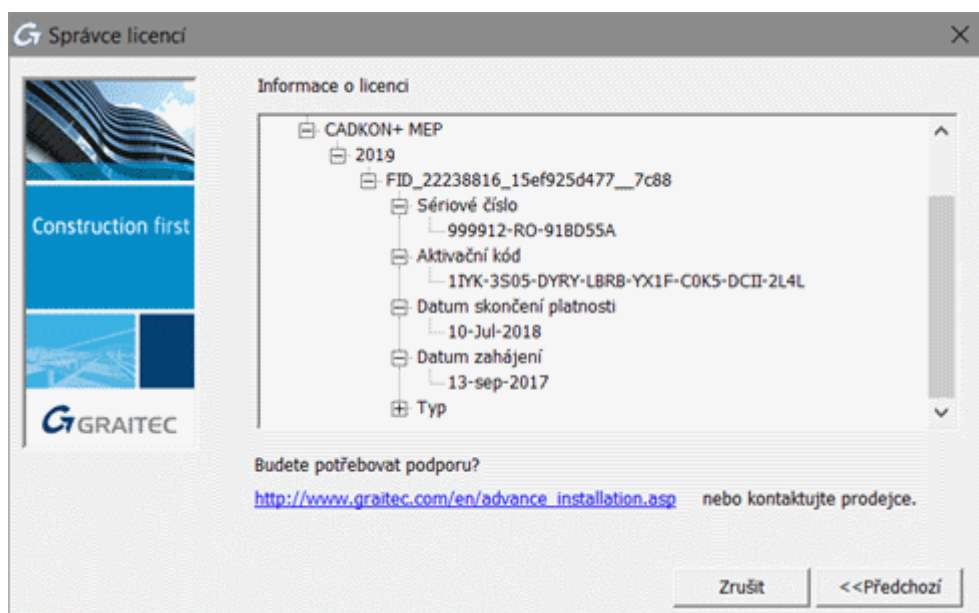 Správce licencí
Informace o licenci
CADKON+ MEP
2019
FID_22238816_15ef925d477__7c88
Sériové číslo
999912-RO-918D55A
Aktivační kód
1IYK-3S05-DYRY-LBRB-YX1F-C0K5-DCII-2L4L
Datum skončení platnosti
10-Jul-2018
Datum zahájení
13-sep-2017
Typ
Construction first
GRAITEC
Budete potřebovat podporu?
http://www.graitec.com/en/advance_installation.asp nebo kontaktujte prodejce.
Zrušit <<Předchozí